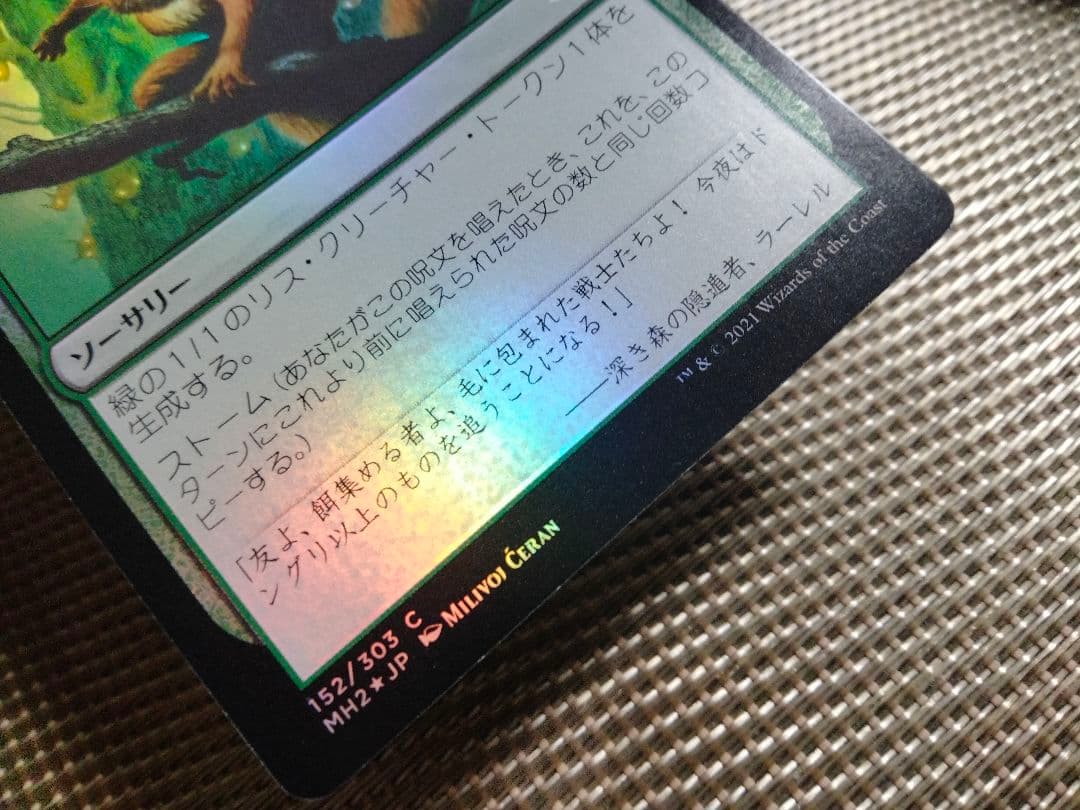 ソーサリー
緑の1/1のリス・クリーチャー・トークン1体を
生成する。
ストーム(あなたがこの呪文を唱えたとき、これを、この
ターンにこれより前に唱えられた呪文の数と同じ回数コ
ピーする。)
「友よ、餌集める者よ、毛に包まれた戦士たちよ! 今夜はド
ングリ以上のものを追うことになる!」
――深き森の隠遁者、ラーレル
152/303 C
MH2★JP MILIVOJ ĆERAN
™ & © 2021 Wizards of the Coast